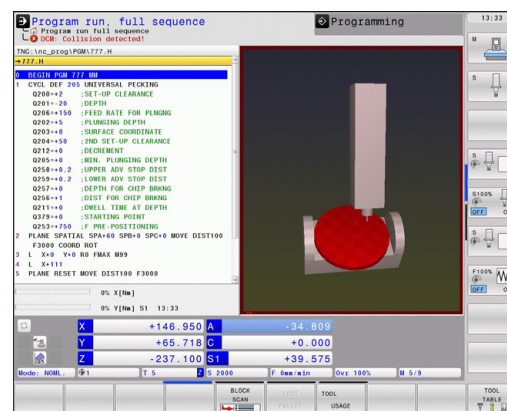 Program run, full sequence
Program run, full sequence
DCM: Collision detected!
Programming
13:33
TNC:\nc_prog\PGM\777.H
→777.H
0 BEGIN PGM 777 MM
1 CYCL DEF 205 UNIVERSAL PECKING
Q200=+2 ;SET-UP CLEARANCE
Q201=-20 ;DEPTH
Q206=+150 ;FEED RATE FOR PLNGNG
Q202=+5 ;PLUNGING DEPTH
Q203=+0 ;SURFACE COORDINATE
Q204=+50 ;2ND SET-UP CLEARANCE
Q212=+0 ;DECREMENT
Q205=+0 ;MIN. PLUNGING DEPTH
Q258=+0.2 ;UPPER ADV STOP DIST
Q259=+0.2 ;LOWER ADV STOP DIST
Q257=+0 ;DEPTH FOR CHIP BRKNG
Q256=+1 ;DIST FOR CHIP BRKNG
Q211=+0 ;DWELL TIME AT DEPTH
Q379=+0 ;STARTING POINT
Q253=+750 ;F PRE-POSITIONING
2 PLANE SPATIAL SPA+60 SPB+0 SPC+0 MOVE DIST100
F3000 COORD ROT
3 L X+0 Y+0 R0 FMAX M99
4 L X+111
5 PLANE RESET MOVE DIST100 F3000
0% X[Nm]
0% Y[Nm] S1 13:33
X +146.950 A -34.809
Y +65.718 C +0.000
Z -237.100 S1 +39.575
Mode: NOML. 1 T 5 Z S 2000 F 0mm/min Ovr 100% M 5/9
M
S
S
S100%
OFF
S
F100%
OFF
BLOCK
SCAN
EDIT
PALLET
TOOL
USAGE
TOOL
TABLE